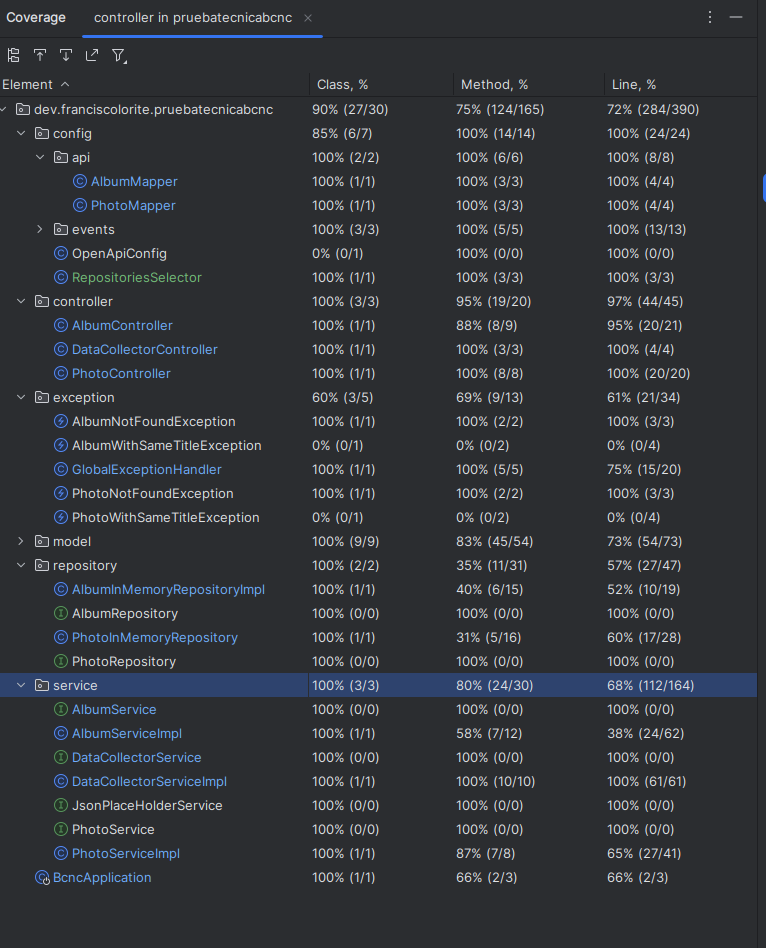 Coverage controller in pruebatecnicabcnc
Element Class, % Method, % Line, %
dev.franciscolorite.pruebatecnicabcnc 90% (27/30) 75% (124/165) 72% (284/390)
config 85% (6/7) 100% (14/14) 100% (24/24)
api 100% (2/2) 100% (6/6) 100% (8/8)
AlbumMapper 100% (1/1) 100% (3/3) 100% (4/4)
PhotoMapper 100% (1/1) 100% (3/3) 100% (4/4)
events 100% (3/3) 100% (5/5) 100% (13/13)
OpenApiConfig 0% (0/1) 100% (0/0) 100% (0/0)
RepositoriesSelector 100% (1/1) 100% (3/3) 100% (3/3)
controller 100% (3/3) 95% (19/20) 97% (44/45)
AlbumController 100% (1/1) 88% (8/9) 95% (20/21)
DataCollectorController 100% (1/1) 100% (3/3) 100% (4/4)
PhotoController 100% (1/1) 100% (8/8) 100% (20/20)
exception 60% (3/5) 69% (9/13) 61% (21/34)
AlbumNotFoundException 100% (1/1) 100% (2/2) 100% (3/3)
AlbumWithSameTitleException 0% (0/1) 0% (0/2) 0% (0/4)
GlobalExceptionHandler 100% (1/1) 100% (5/5) 75% (15/20)
PhotoNotFoundException 100% (1/1) 100% (2/2) 100% (3/3)
PhotoWithSameTitleException 0% (0/1) 0% (0/2) 0% (0/4)
model 100% (9/9) 83% (45/54) 73% (54/73)
repository 100% (2/2) 35% (11/31) 57% (27/47)
AlbumInMemoryRepositoryImpl 100% (1/1) 40% (6/15) 52% (10/19)
AlbumRepository 100% (0/0) 100% (0/0) 100% (0/0)
PhotoInMemoryRepository 100% (1/1) 31% (5/16) 60% (17/28)
PhotoRepository 100% (0/0) 100% (0/0) 100% (0/0)
service 100% (3/3) 80% (24/30) 68% (112/164)
AlbumService 100% (0/0) 100% (0/0) 100% (0/0)
AlbumServiceImpl 100% (1/1) 58% (7/12) 38% (24/62)
DataCollectorService 100% (0/0) 100% (0/0) 100% (0/0)
DataCollectorServiceImpl 100% (1/1) 100% (10/10) 100% (61/61)
JsonPlaceHolderService 100% (0/0) 100% (0/0) 100% (0/0)
PhotoService 100% (0/0) 100% (0/0) 100% (0/0)
PhotoServiceImpl 100% (1/1) 87% (7/8) 65% (27/41)
BcncApplication 100% (1/1) 66% (2/3) 66% (2/3)